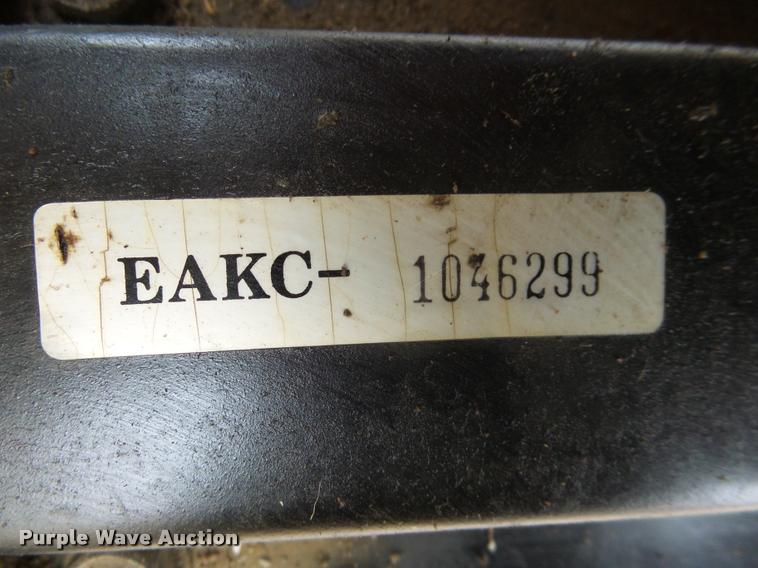 EAKC- 1046299
Purple Wave Auction